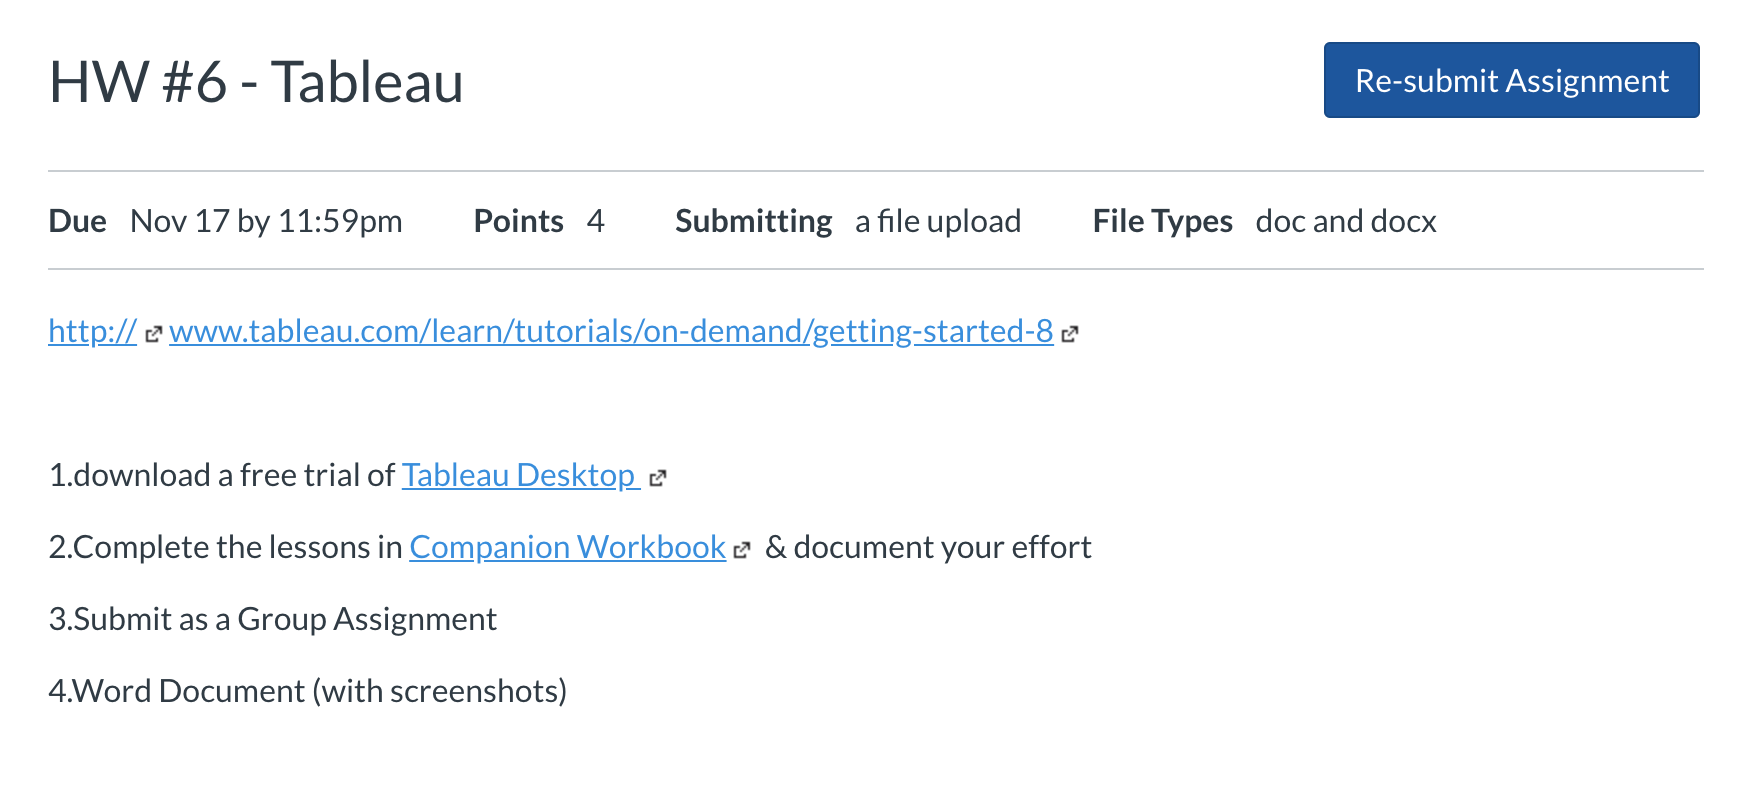 HW #6 - Tableau
Re-submit Assignment
Due Nov 17 by 11:59pm Points 4 Submitting a file upload File Types doc and docx
http:// www.tableau.com/learn/tutorials/on-demand/getting-started-8
1.download a free trial of Tableau Desktop
2.Complete the lessons in Companion Workbook & document your effort
3.Submit as a Group Assignment
4.Word Document (with screenshots)